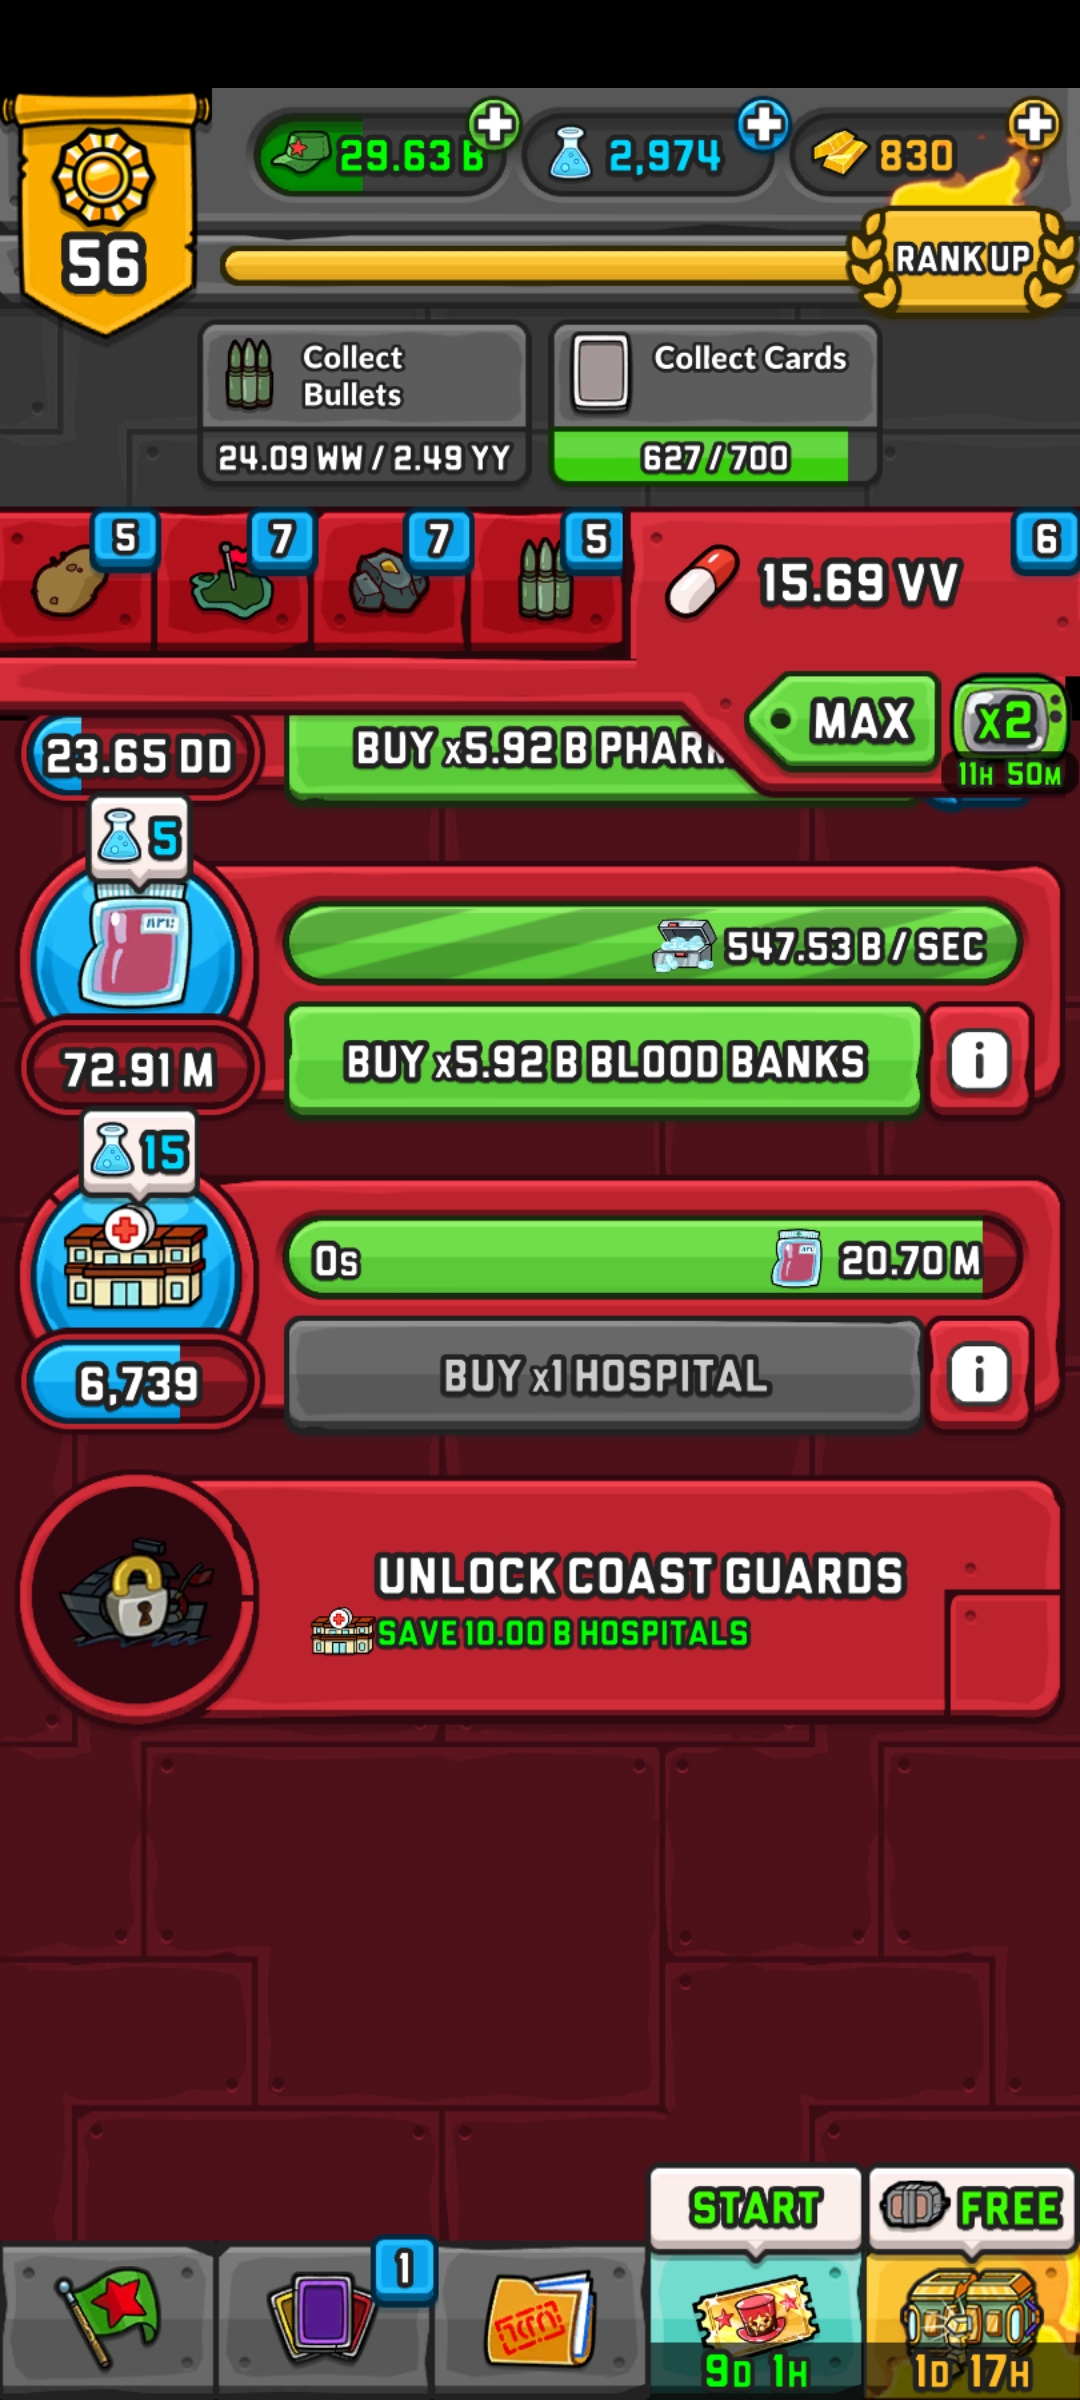 56
29.63 B
2,974
830
RANK UP
Collect
Bullets
24.09 WW / 2.49 YY
Collect Cards
627 / 700
5
7
7
5
15.69 VV
6
MAX
x2
11H 50M
23.65 DD
BUY x5.92 B PHARM
5
547.53 B / SEC
72.91 M
BUY x5.92 B BLOOD BANKS
i
15
0s
20.70 M
6,739
BUY x1 HOSPITAL
i
UNLOCK COAST GUARDS
SAVE 10.00 B HOSPITALS
START
FREE
1
9D 1H
1D 17H